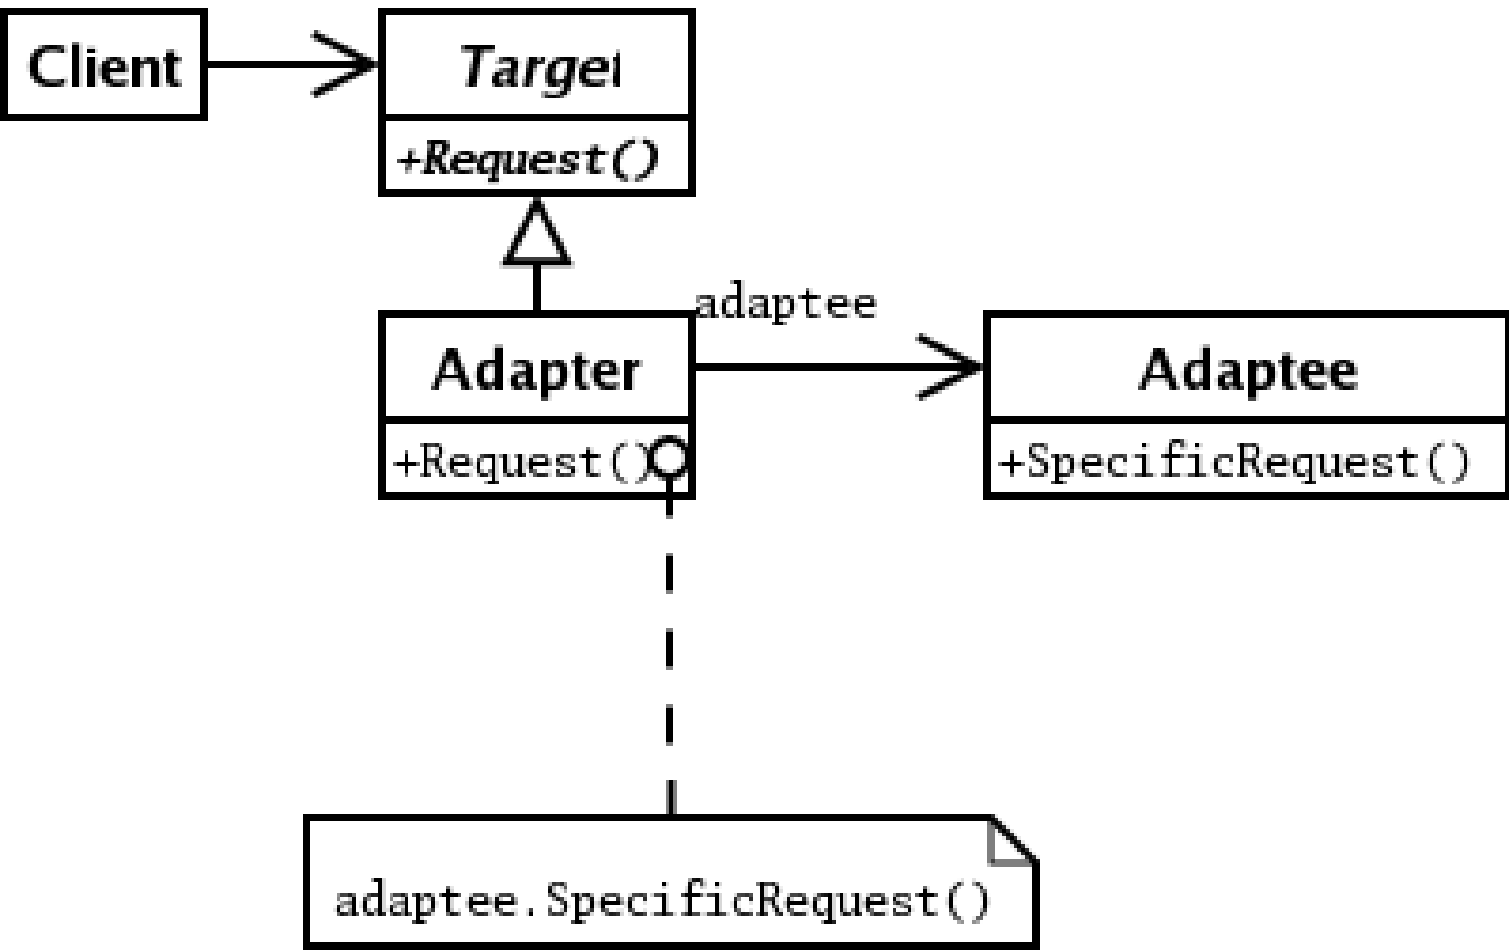 Client
Target
+Request()
adaptee
Adapter
Adaptee
+Request()
+SpecificRequest()
adaptee.SpecificRequest()